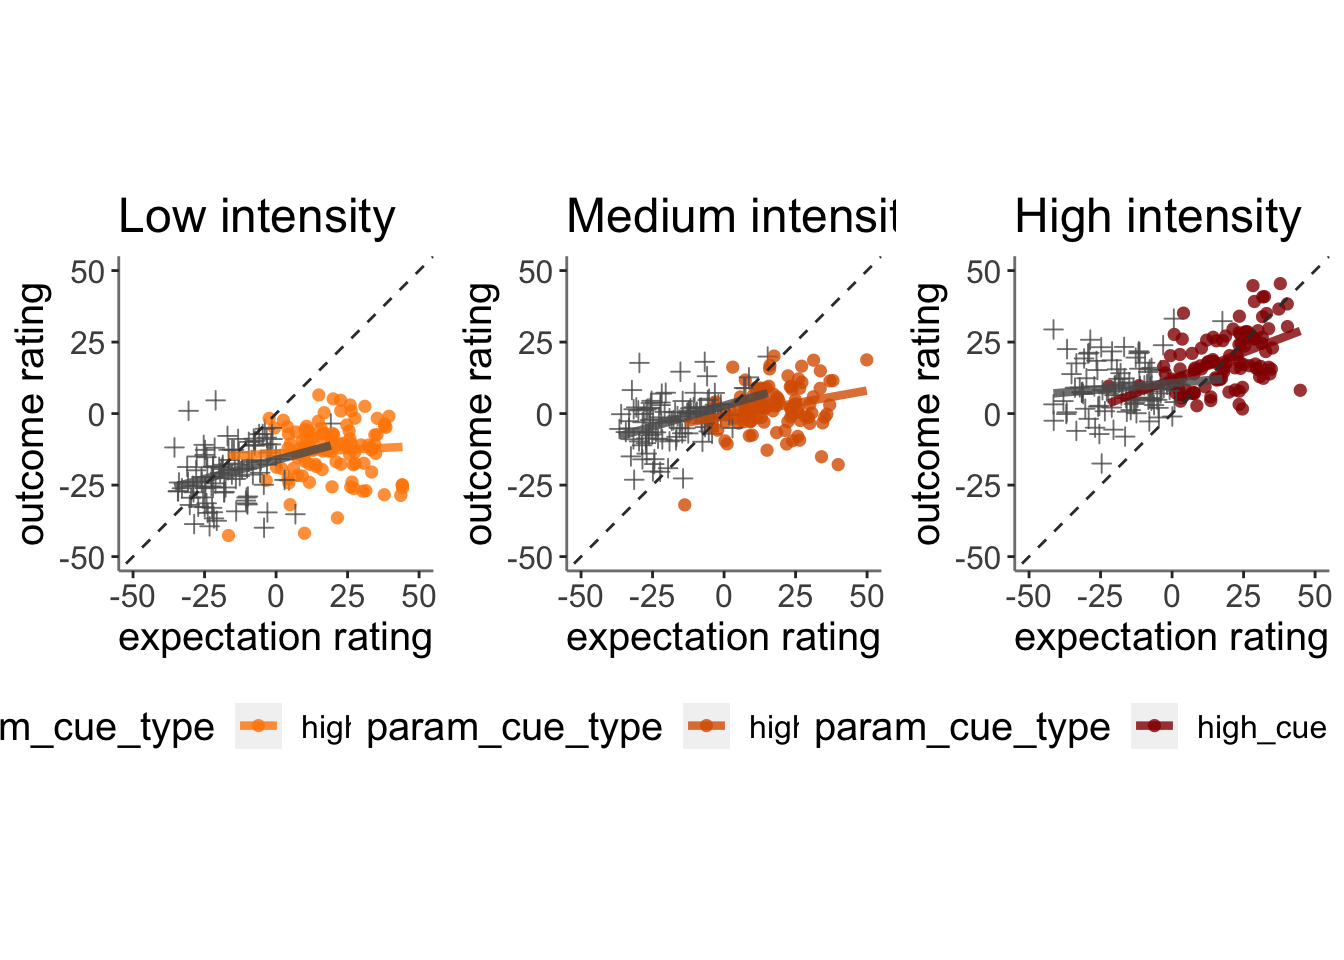 Low intensity
Medium intensit
High intensity
outcome rating
50
25
0
-25
-50
-50 -25 0 25 50
expectation rating
outcome rating
50
25
0
-25
-50
-50 -25 0 25 50
expectation rating
outcome rating
50
25
0
-25
-50
-50 -25 0 25 50
expectation rating
m_cue_type high
param_cue_type high
param_cue_type high_cue